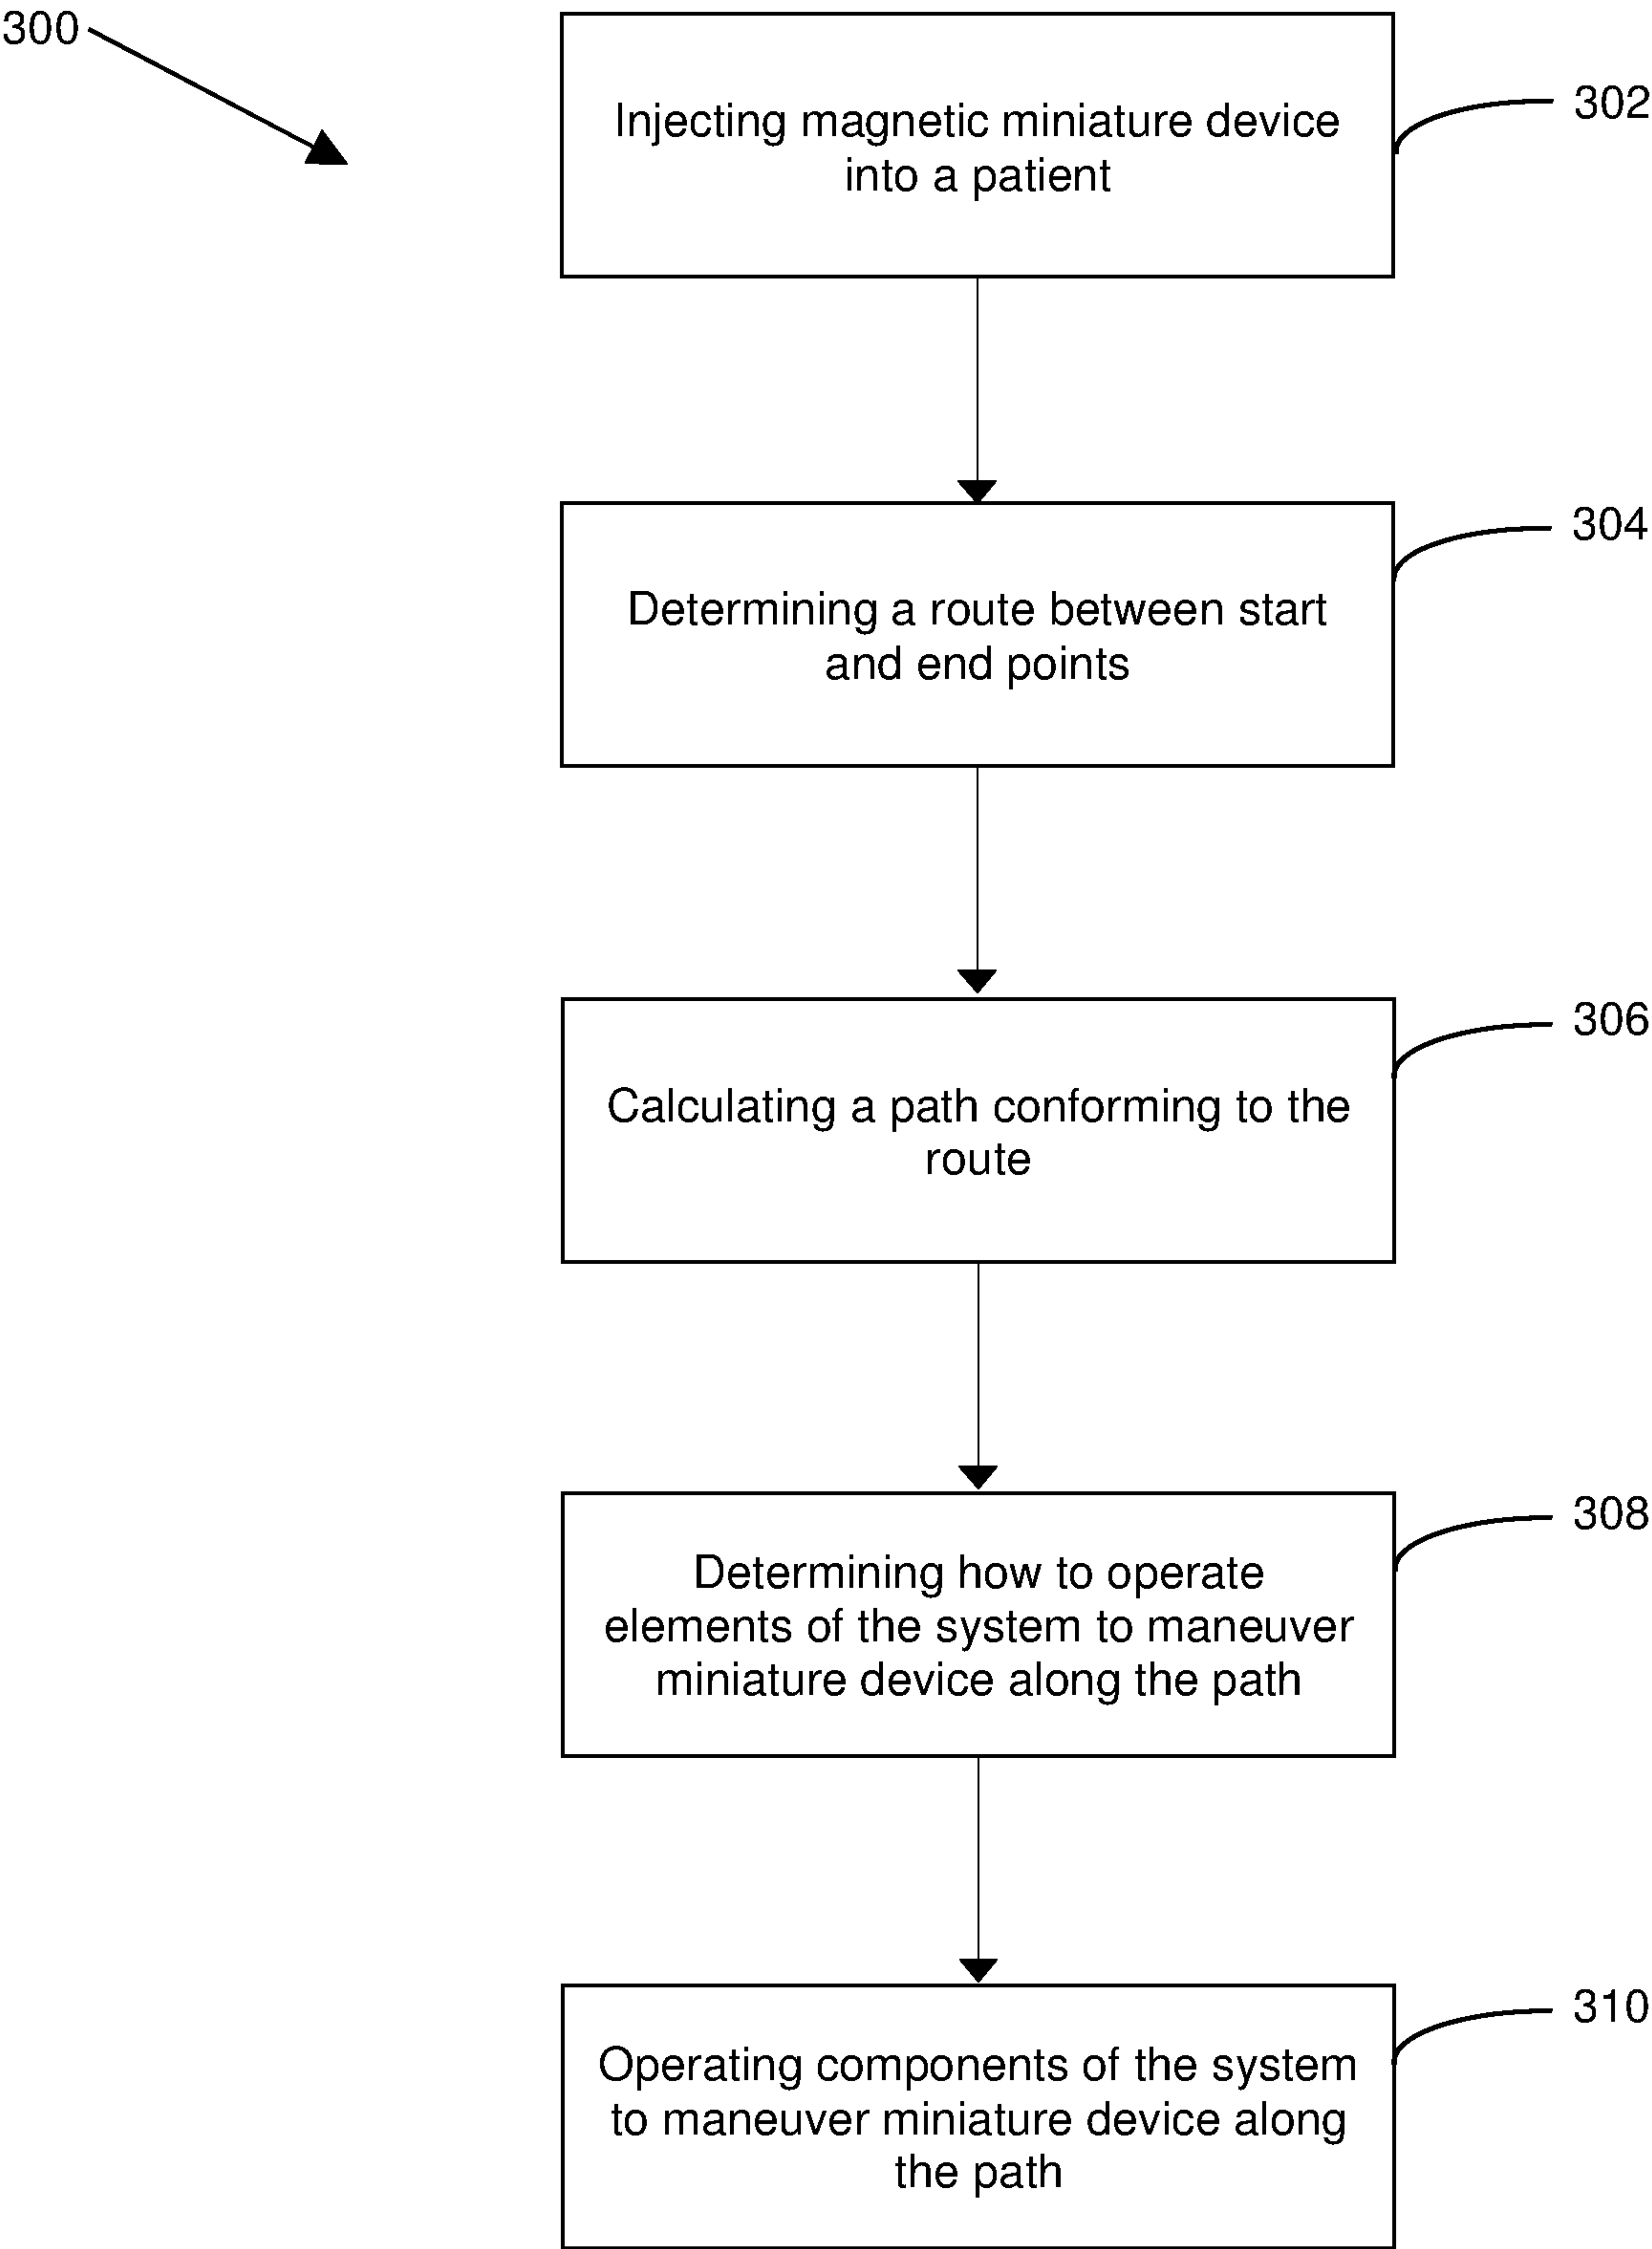 300
Injecting magnetic miniature device
into a patient
302
Determining a route between start
and end points
304
Calculating a path conforming to the
route
306
Determining how to operate
elements of the system to maneuver
miniature device along the path
308
Operating components of the system
to maneuver miniature device along
the path
310